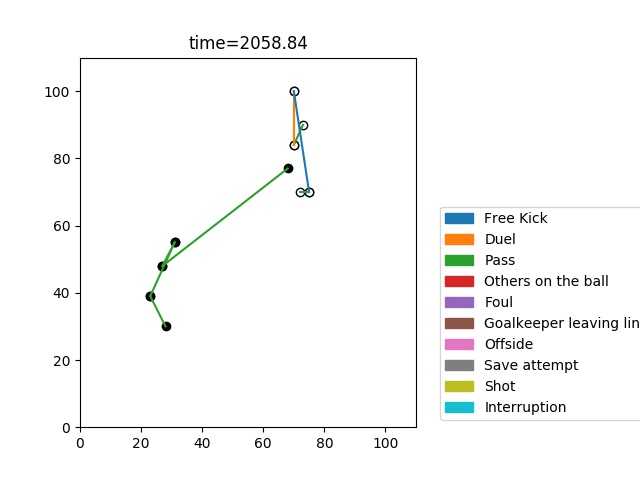 time=2058.84
100
80
60
40
20
0
0 20 40 60 80 100
Free Kick
Duel
Pass
Others on the ball
Foul
Goalkeeper leaving lin
Offside
Save attempt
Shot
Interruption